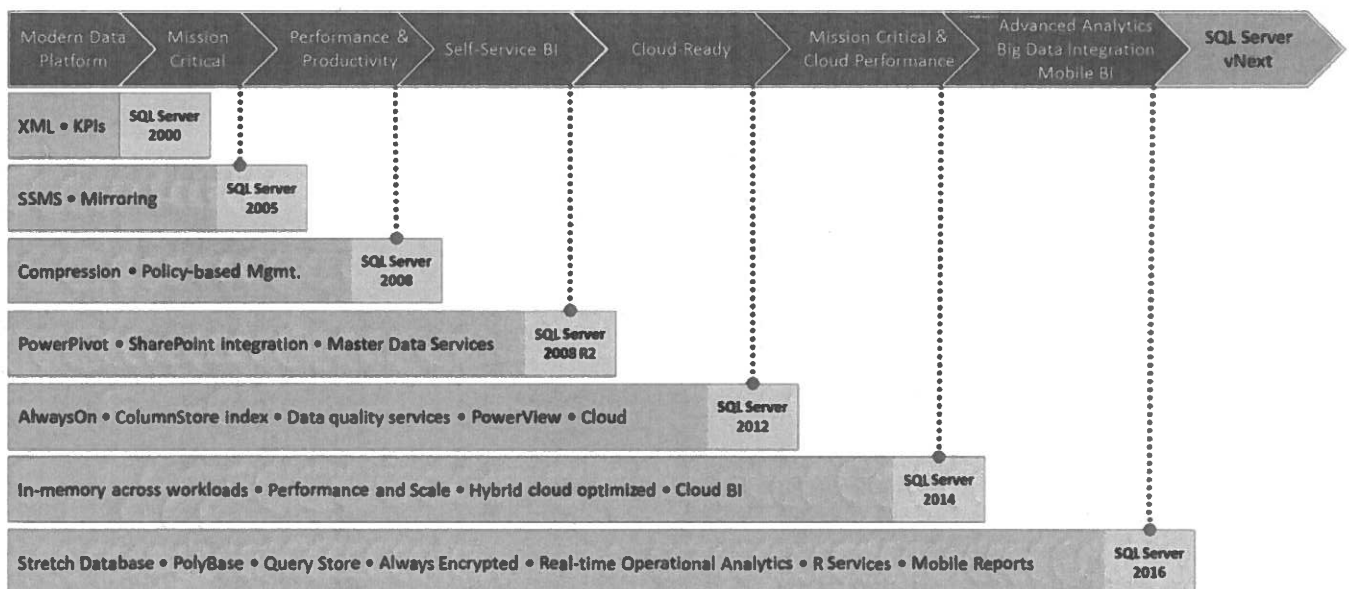 Modern Data
Platform
Mission
Critical
Performance &
Productivity
Self-Service BI
Cloud-Ready
Mission Critical &
Cloud Performance
Advanced Analytics
Big Data Integration
Mobile BI
SQL Server
vNext
XML • KPIs
SQL Server
2000
SSMS • Mirroring
SQL Server
2005
Compression • Policy-based Mgmt.
SQL Server
2008
PowerPivot • SharePoint Integration • Master Data Services
SQL Server
2008 R2
AlwaysOn • ColumnStore index • Data quality services • PowerView • Cloud
SQL Server
2012
In-memory across workloads • Performance and Scale • Hybrid cloud optimized • Cloud BI
SQL Server
2014
Stretch Database • PolyBase • Query Store • Always Encrypted • Real-time Operational Analytics • R Services • Mobile Reports
SQL Server
2016